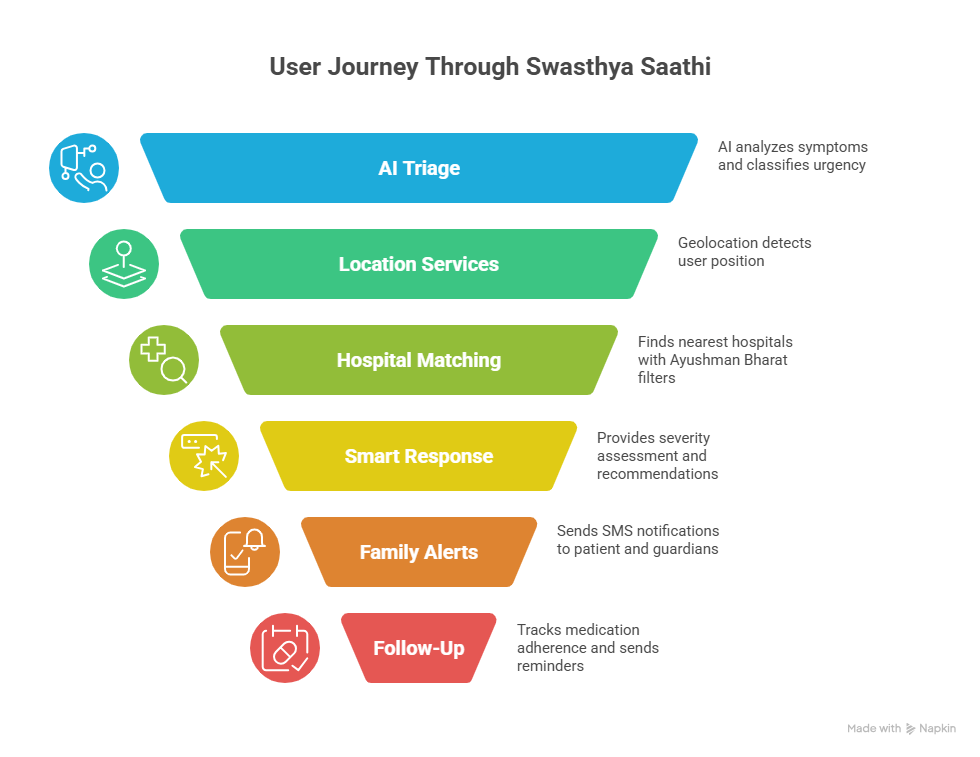 User Journey Through Swasthya Saathi
AI Triage
AI analyzes symptoms
and classifies urgency
Location Services
Geolocation detects
user position
Hospital Matching
Finds nearest hospitals
with Ayushman Bharat
filters
Smart Response
Provides severity
assessment and
recommendations
Family Alerts
Sends SMS notifications
to patient and guardians
Follow-Up
Tracks medication
adherence and sends
reminders
Made with Napkin